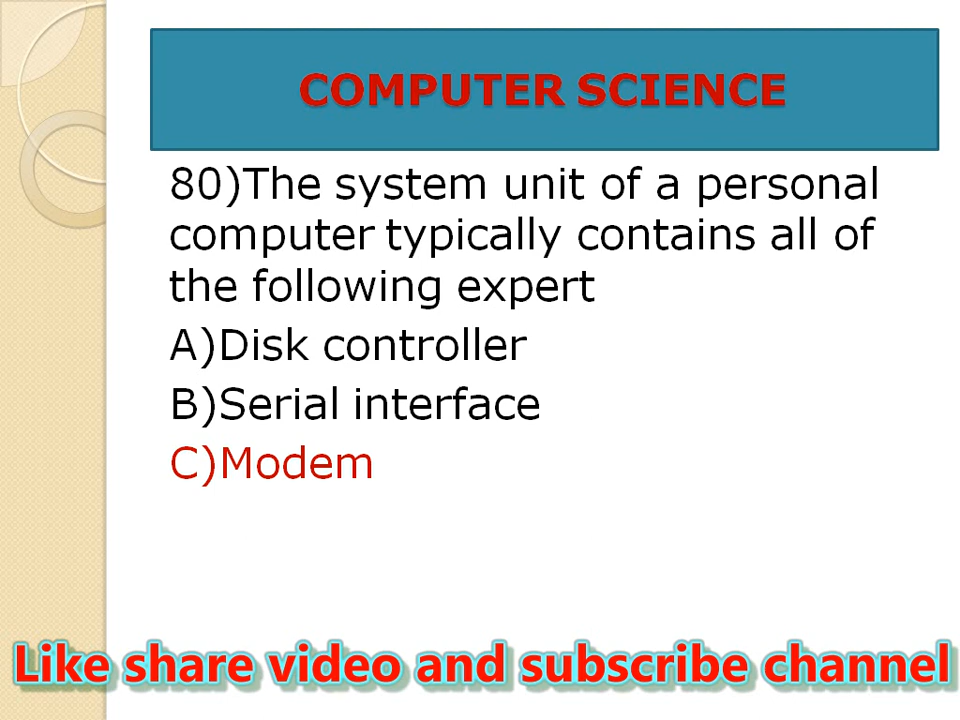 COMPUTER SCIENCE
80)The system unit of a personal
computer typically contains all of
the following expert
A)Disk controller
B)Serial interface
C)Modem
Like share video and subscribe channel